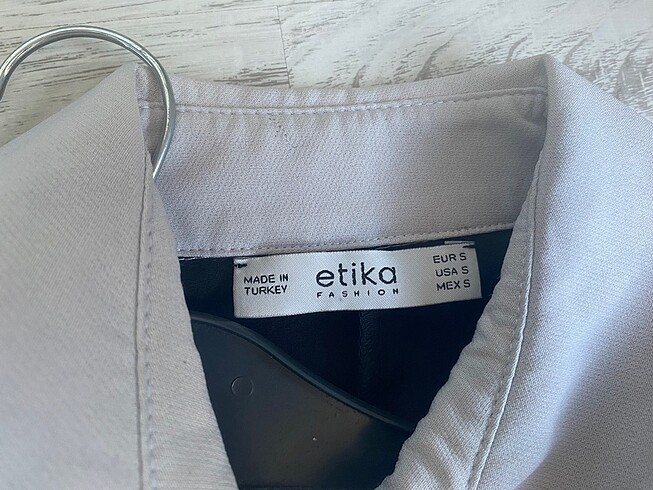 MADE IN
TURKEY
etika
FASHION
EUR S
USA S
MEX S